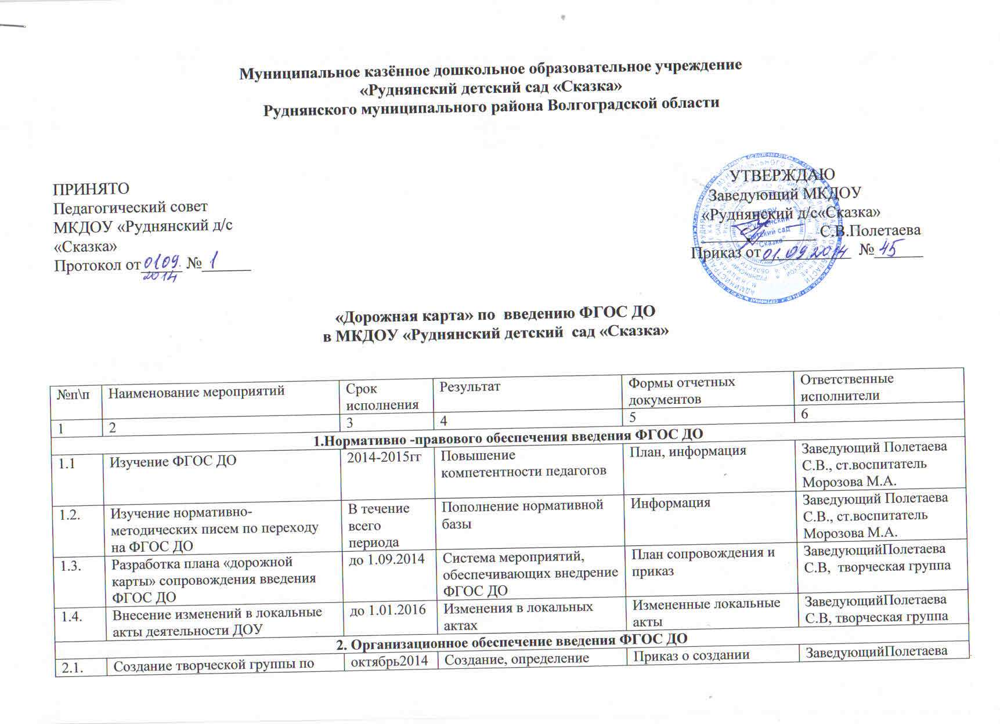 Муниципальное казённое дошкольное образовательное учреждение
«Руднянский детский сад «Сказка»
Руднянского муниципального района Волгоградской области
ПРИНЯТО
Педагогический совет
МКДОУ «Руднянский д/с
«Сказка»
Протокол от 0109. № 1
2014
УТВЕРЖДАЮ
Заведующий МКДОУ
«Руднянский д/с«Сказка»
С.В.Полетаева
Приказ от 01.09.2014 № 45
МКДОУ
"Руднянский
детский сад
"Сказка"
«Дорожная карта» по введению ФГОС ДО
в МКДОУ «Руднянский детский сад «Сказка»
№п\п Наименование мероприятий Срок исполнения Результат Формы отчетных документов Ответственные исполнители
1 2 3 4 5 6
1.Нормативно -правового обеспечения введения ФГОС ДО
1.1 Изучение ФГОС ДО 2014-2015гг Повышение План, информация Заведующий Полетаева
компетентности педагогов С.В., ст.воспитатель
Морозова М.А.
1.2. Изучение нормативно- В течение Пополнение нормативной Информация Заведующий Полетаева
методических писем по переходу всего базы С.В., ст.воспитатель
на ФГОС ДО периода Морозова М.А.
1.3. Разработка плана «дорожной до 1.09.2014 Система мероприятий, План сопровождения и ЗаведующийПолетаева
карты» сопровождения введения обеспечивающих внедрение приказ С.В, творческая группа
ФГОС ДО ФГОС ДО
1.4. Внесение изменений в локальные до 1.01.2016 Изменения в локальных Измененные локальные ЗаведующийПолетаева
акты деятельности ДОУ актах акты С.В, творческая группа
2. Организационное обеспечение введения ФГОС ДО
2.1. Создание творческой группы по октябрь2014 Создание, определение Приказ о создании ЗаведующийПолетаева